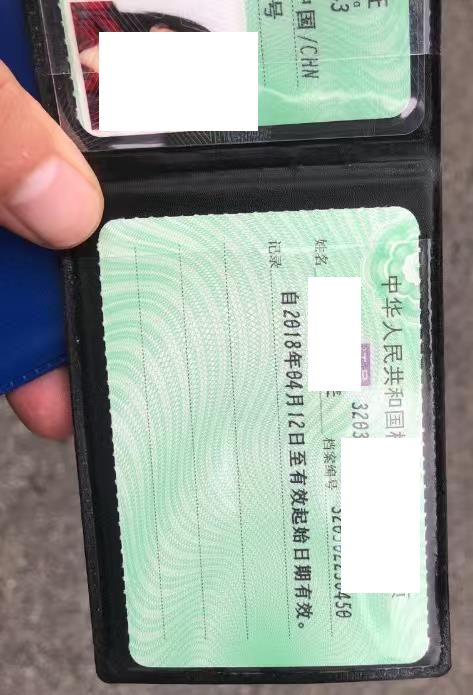 国/CHN
号
中华人民共和国
姓名
3203
档案编号
记录
自2018年04月12日至有效起始日期有效。